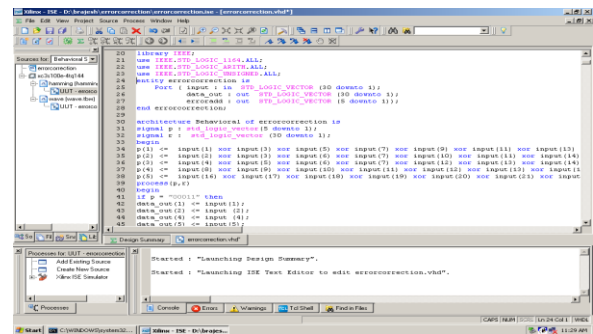 Xilinx - ISE - D:\brajesh\errorcorrection\errorcorrection.ise - [errorcorrection.vhd*]
File Edit View Project Source Process Window Help
Sources for: Behavioral S
errorcorrection
xc3s100e-4tq144
hamming (hamming.
UUT - errorco
wave (wave.tbw)
UUT - errorco
20 library IEEE;
21 use IEEE.STD_LOGIC_1164.ALL;
22 use IEEE.STD_LOGIC_ARITH.ALL;
23 use IEEE.STD_LOGIC_UNSIGNED.ALL;
24 entity errorcorrection is
25 Port ( input : in STD_LOGIC_VECTOR (30 downto 1);
26 data_out : out STD_LOGIC_VECTOR (30 downto 1);
27 erroradd : out STD_LOGIC_VECTOR (5 downto 1));
28 end errorcorrection;
29
30 architecture Behavioral of errorcorrection is
31 signal p : std_logic_vector(5 downto 1);
32 signal r : std_logic_vector (30 downto 1);
33 begin
34 p(1) <= input(1) xor input(3) xor input(5) xor input(7) xor input(9) xor input(11) xor input(13)
35 p(2) <= input(2) xor input(3) xor input(6) xor input(7) xor input(10) xor input(11) xor input(14)
36 p(3) <= input(4) xor input(5) xor input(6) xor input(7) xor input(12) xor input(13) xor input(14)
37 p(4) <= input(8) xor input(9) xor input(10) xor input(11) xor input(12) xor input(13) xor input(1
38 p(5) <= input(16) xor input(17) xor input(18) xor input(19) xor input(20) xor input(21) xor input
39 process(p,r)
40 begin
41 if p = "00011" then
42 data_out(1) <= input(1);
43 data_out(2) <= input (2);
44 data_out(4) <= input (4);
45 data_out(5) <= input (5);
Design Summary errorcorrection.vhd*
Processes for: UUT - errorcorrection
Add Existing Source
Create New Source
Xilinx ISE Simulator
Processes
Started : "Launching Design Summary".
Started : "Launching ISE Text Editor to edit errorcorrection.vhd".
Console Errors Warnings Tcl Shell Find in Files
CAPS NUM SCRL Ln 24 Col 1 VHDL
Start C:\WINDOWS\system32... Xilinx - ISE - D:\brajes... 11:29 AM